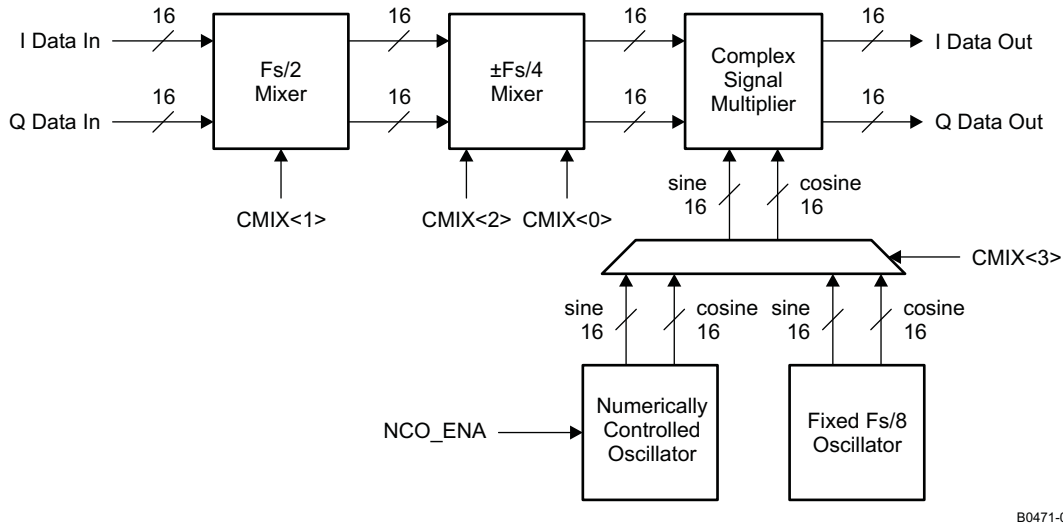 16 16 16 16
I Data In
I Data Out
Fs/2
Mixer
±Fs/4
Mixer
Complex
Signal
Multiplier
16 16 16 16
Q Data In
Q Data Out
sine
16
cosine
16
CMIX<1>
CMIX<2>
CMIX<0>
CMIX<3>
sine
16
cosine
16
sine
16
cosine
16
NCO_ENA
Numerically
Controlled
Oscillator
Fixed Fs/8
Oscillator